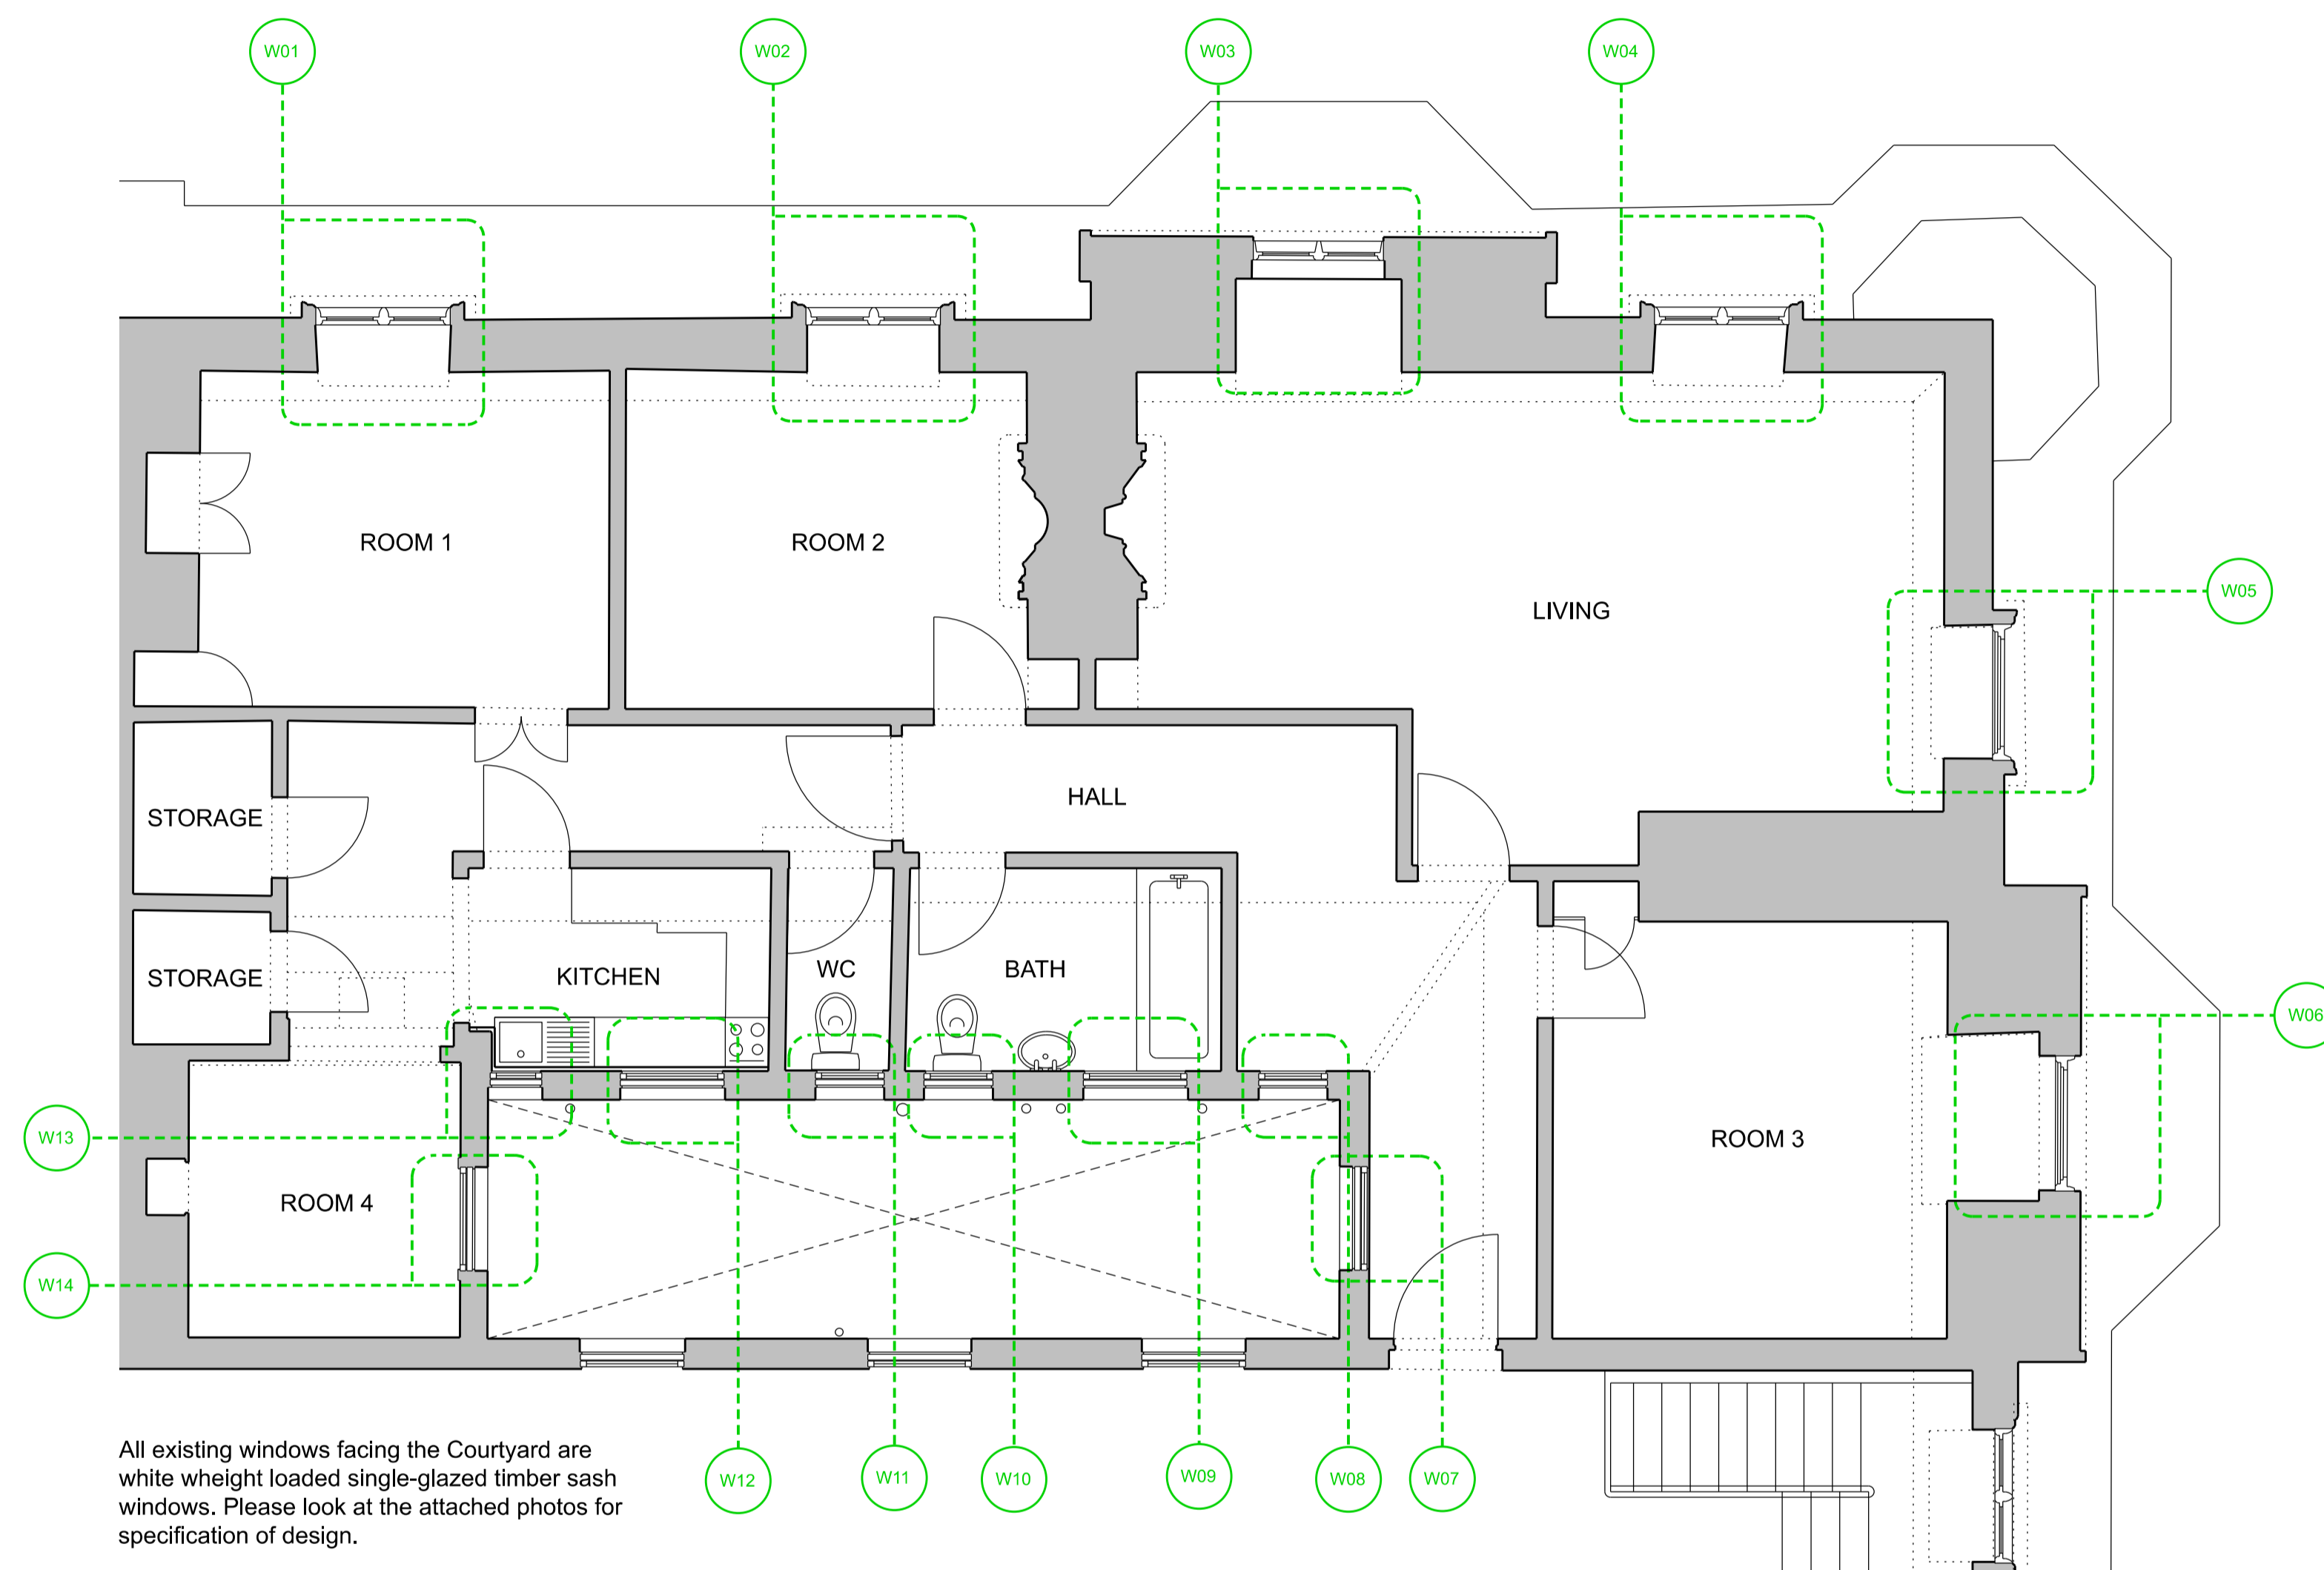 W01
W02
W03
W04
ROOM 1
ROOM 2
W05
LIVING
HALL
STORAGE
KITCHEN
WC
BATH
STORAGE
W06
W13
ROOM 3
ROOM 4
W14
All existing windows facing the Courtyard are
white wheight loaded single-glazed timber sash
windows. Please look at the attached photos for
specification of design.
W12
W11
W10
W09
W08
W07